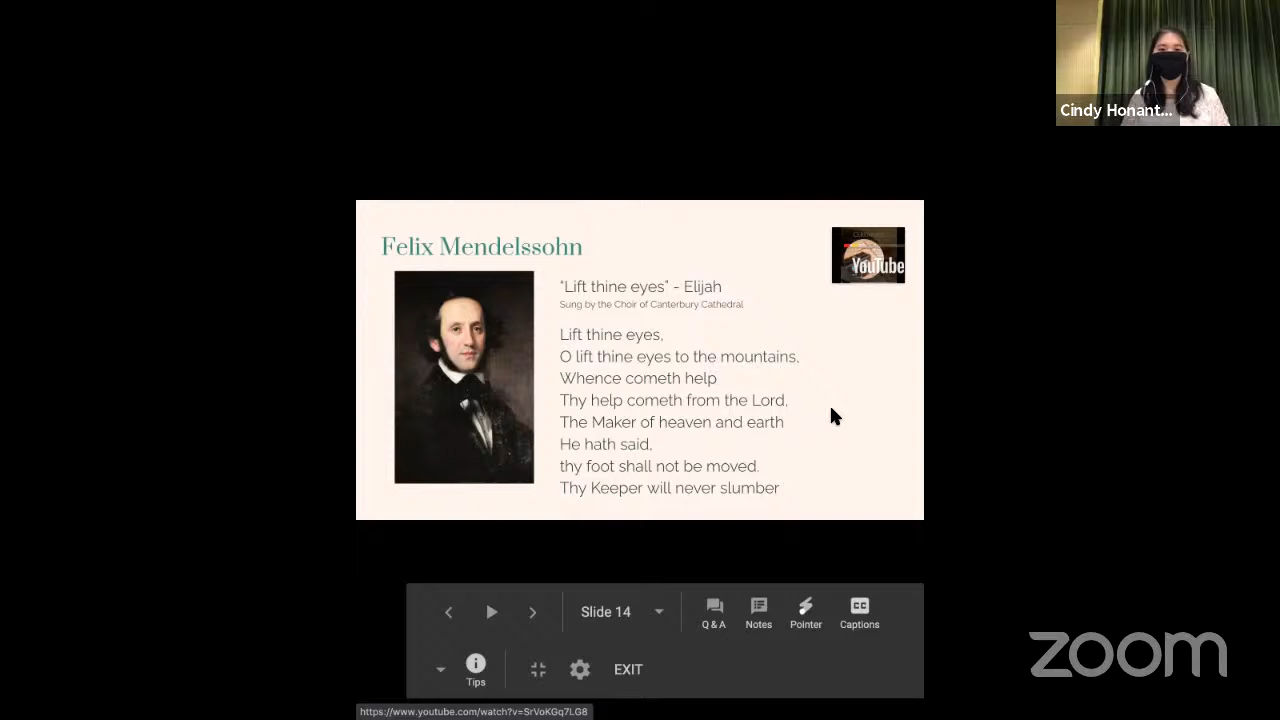 Cindy Honant...
Felix Mendelssohn
YouTube
"Lift thine eyes" - Elijah
Sung by the Choir of Canterbury Cathedral
Lift thine eyes,
O lift thine eyes to the mountains,
Whence cometh help
Thy help cometh from the Lord,
The Maker of heaven and earth
He hath said,
thy foot shall not be moved.
Thy Keeper will never slumber
Slide 14
Q & A
Notes
Pointer
CC
Captions
Tips
EXIT
zoom
https://www.youtube.com/watch?v=SrVoKGq7LG8